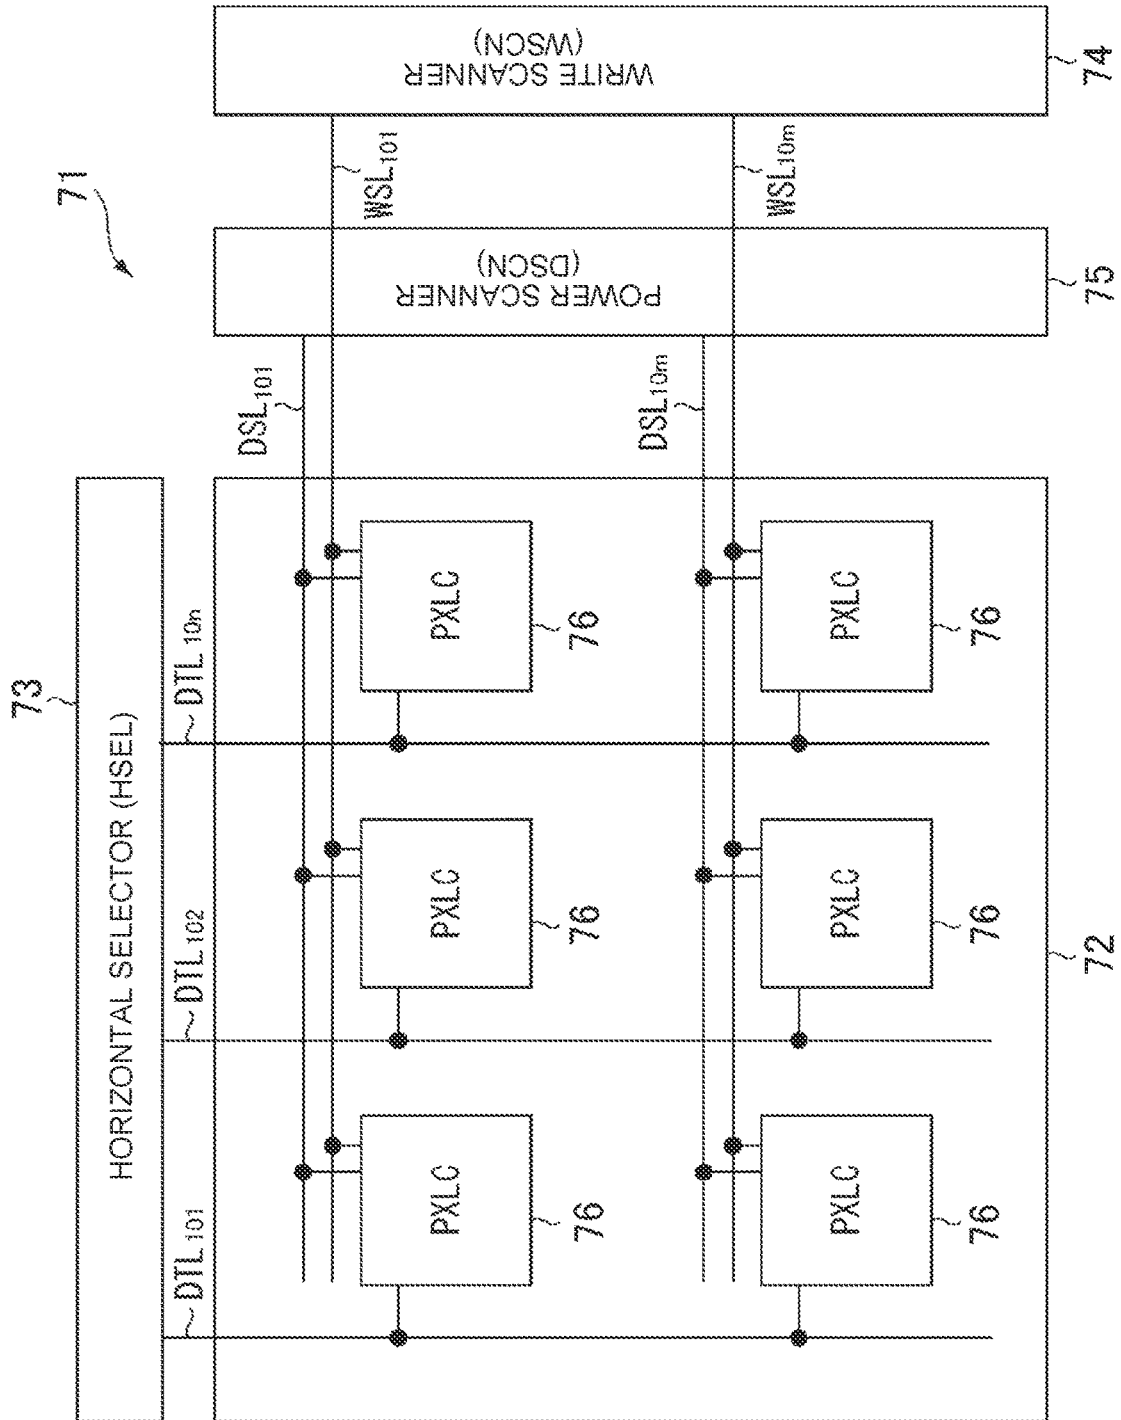 71
73
HORIZONTAL SELECTOR (HSEL)
DTL101
DTL102
DTL10n
DSL101
WSL101
PXLC
76
PXLC
76
PXLC
76
DSL10m
WSL10m
PXLC
76
PXLC
76
PXLC
76
72
POWER SCANNER
(DSCN)
75
WRITE SCANNER
(WSCN)
74